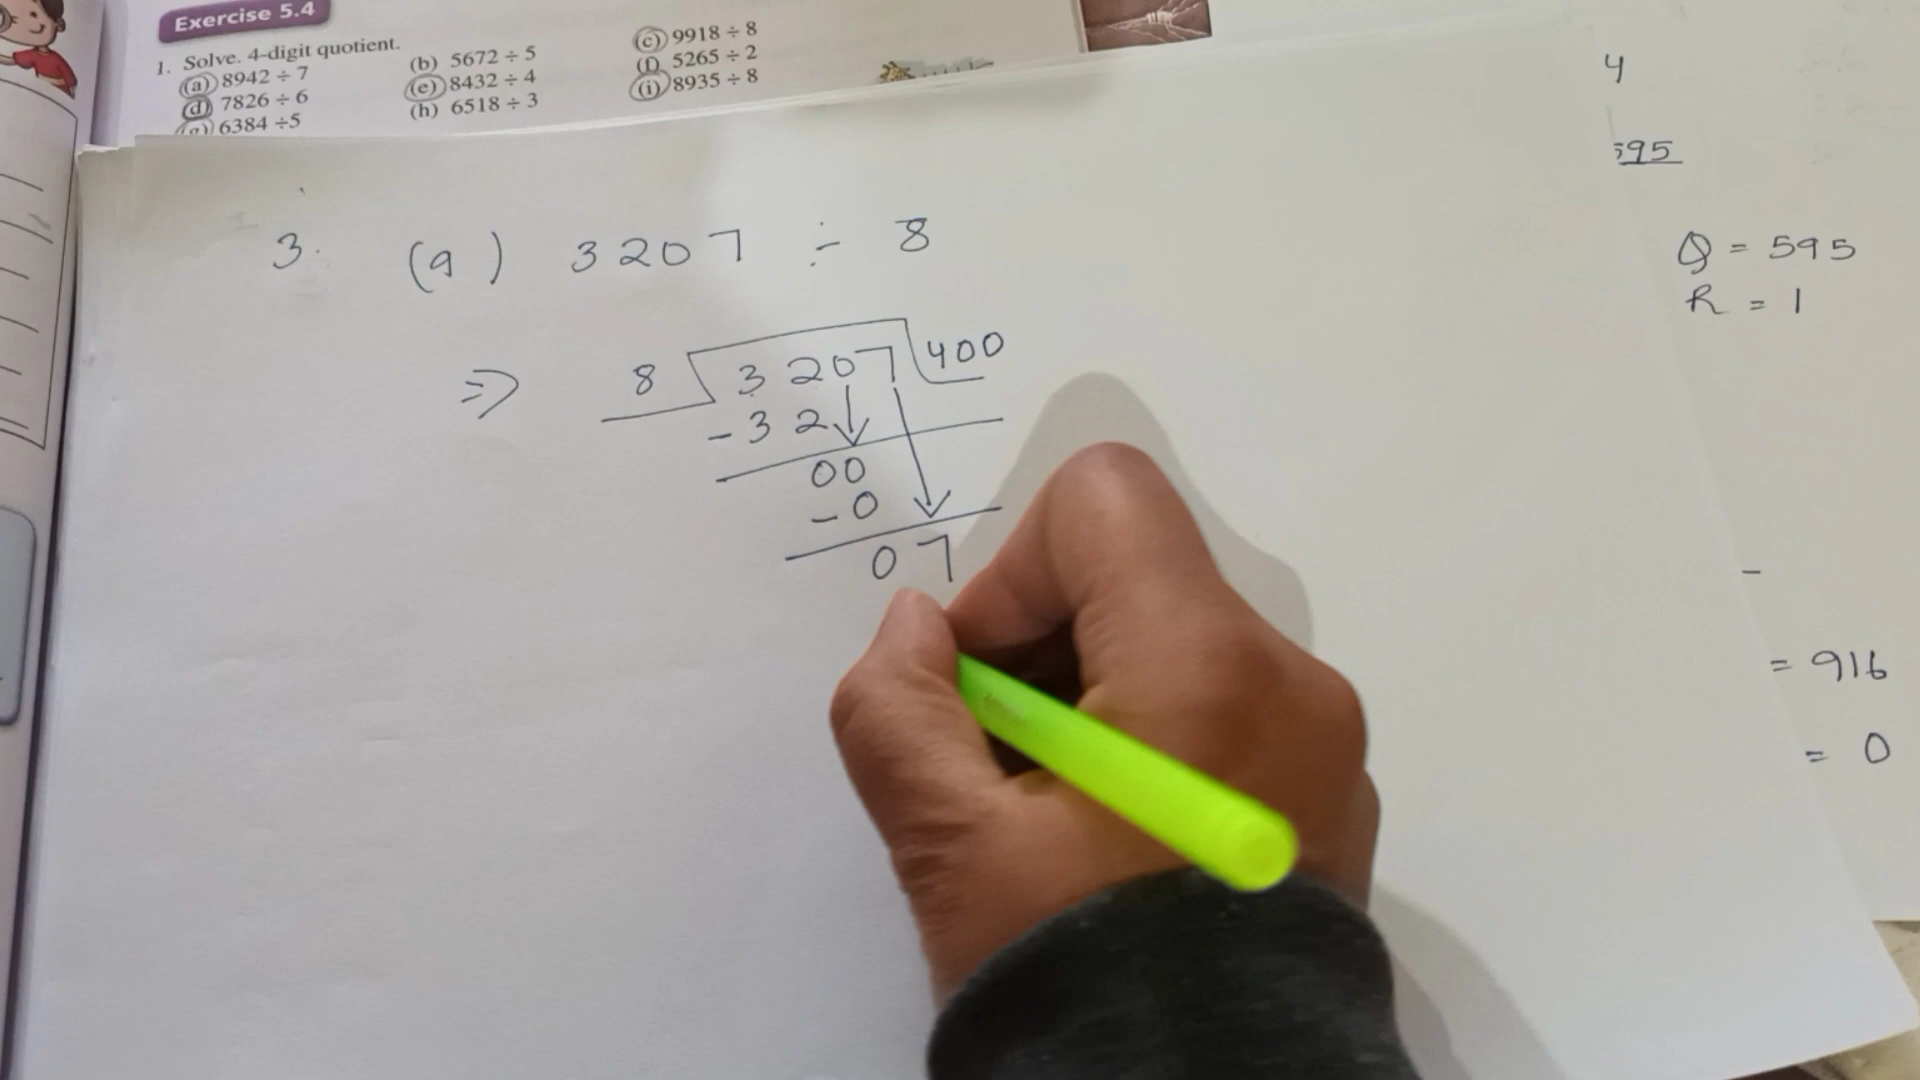 Exercise 5.4
1. Solve. 4-digit quotient.
(a) 8942 ÷ 7
(b) 5672 ÷ 5
(c) 9918 ÷ 8
(d) 7826 ÷ 6
(e) 8432 ÷ 4
(f) 5265 ÷ 2
6384 ÷5
(h) 6518 ÷ 3
(i) 8935 ÷ 8
3. (a) 3207 ÷ 8
⇒ 8 3207 400
-32
00
-0
07
4
95
Q = 595
R = 1
-
= 916
= 0